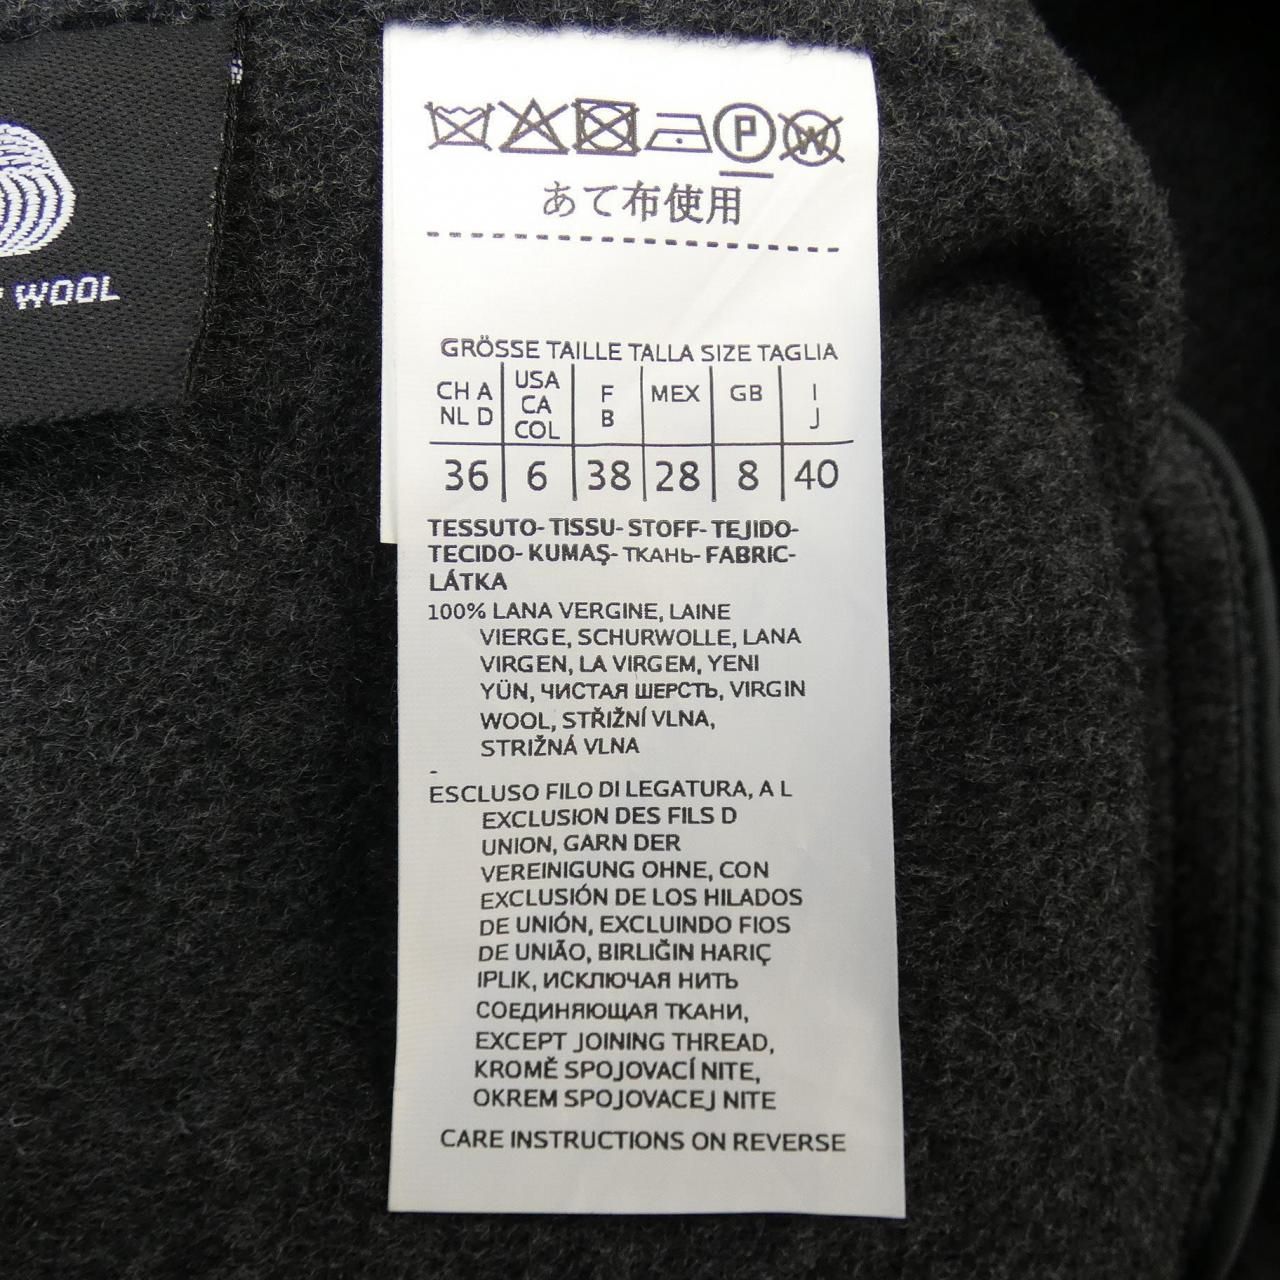 WOOL
P W
あて布使用
GRÖSSE TAILLE TALLA SIZE TAGLIA
CH A NL D
USA CA COL
F B
MEX
GB
I J
36 6 38 28 8 40
TESSUTO- TISSU- STOFF- TEJIDO-
TECIDO- KUMAŞ- ТКАНЬ- FABRIC-
LÁTKA
100% LANA VERGINE, LAINE
VIERGE, SCHURWOLLE, LANA
VIRGEN, LA VIRGEM, YENI
YÜN, ЧИСТАЯ ШЕРСТЬ, VIRGIN
WOOL, STŘIŽNÍ VLNA,
STRIŽNÁ VLNA
-
ESCLUSO FILO DI LEGATURA, A L
EXCLUSION DES FILS D
UNION, GARN DER
VEREINIGUNG OHNE, CON
EXCLUSIÓN DE LOS HILADOS
DE UNIÓN, EXCLUINDO FIOS
DE UNIÃO, BIRLIĞIN HARIÇ
IPLIK, ИСКЛЮЧАЯ НИТЬ
СОЕДИНЯЮЩАЯ ТКАНИ,
EXCEPT JOINING THREAD,
KROMĚ SPOJOVACÍ NITE,
OKREM SPOJOVACEJ NITE
CARE INSTRUCTIONS ON REVERSE